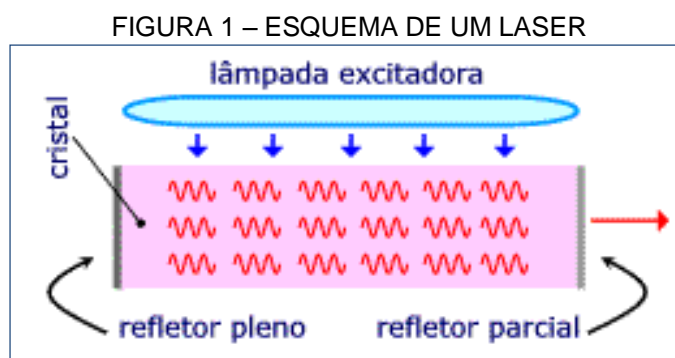 FIGURA 1 – ESQUEMA DE UM LASER
lâmpada excitadora
cristal
refletor pleno
refletor parcial